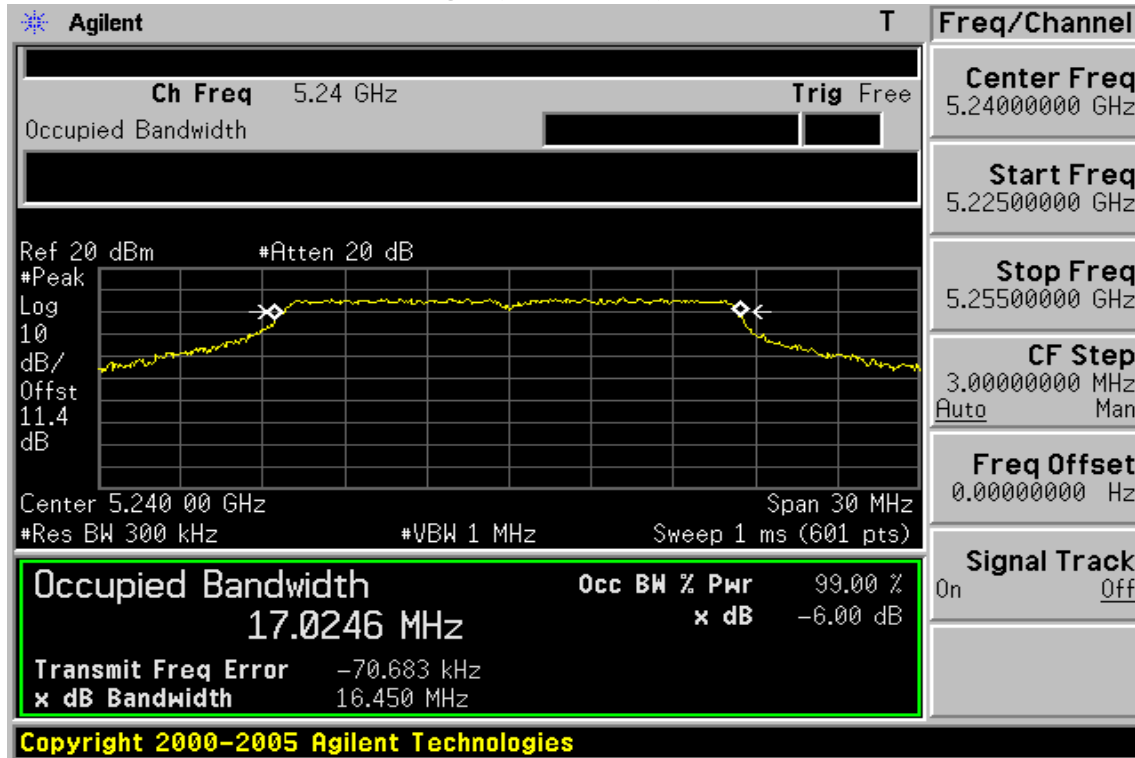 Agilent T
Ch Freq 5.24 GHz Trig Free
Occupied Bandwidth
Ref 20 dBm #Atten 20 dB
#Peak
Log
10
dB/
Offst
11.4
dB
Center 5.240 00 GHz Span 30 MHz
#Res BW 300 kHz #VBW 1 MHz Sweep 1 ms (601 pts)
Occupied Bandwidth Occ BW % Pwr 99.00 %
17.0246 MHz x dB -6.00 dB
Transmit Freq Error -70.683 kHz
x dB Bandwidth 16.450 MHz
Copyright 2000-2005 Agilent Technologies
Freq/Channel
Center Freq
5.24000000 GHz
Start Freq
5.22500000 GHz
Stop Freq
5.25500000 GHz
CF Step
3.00000000 MHz
Auto Man
Freq Offset
0.00000000 Hz
Signal Track
On Off